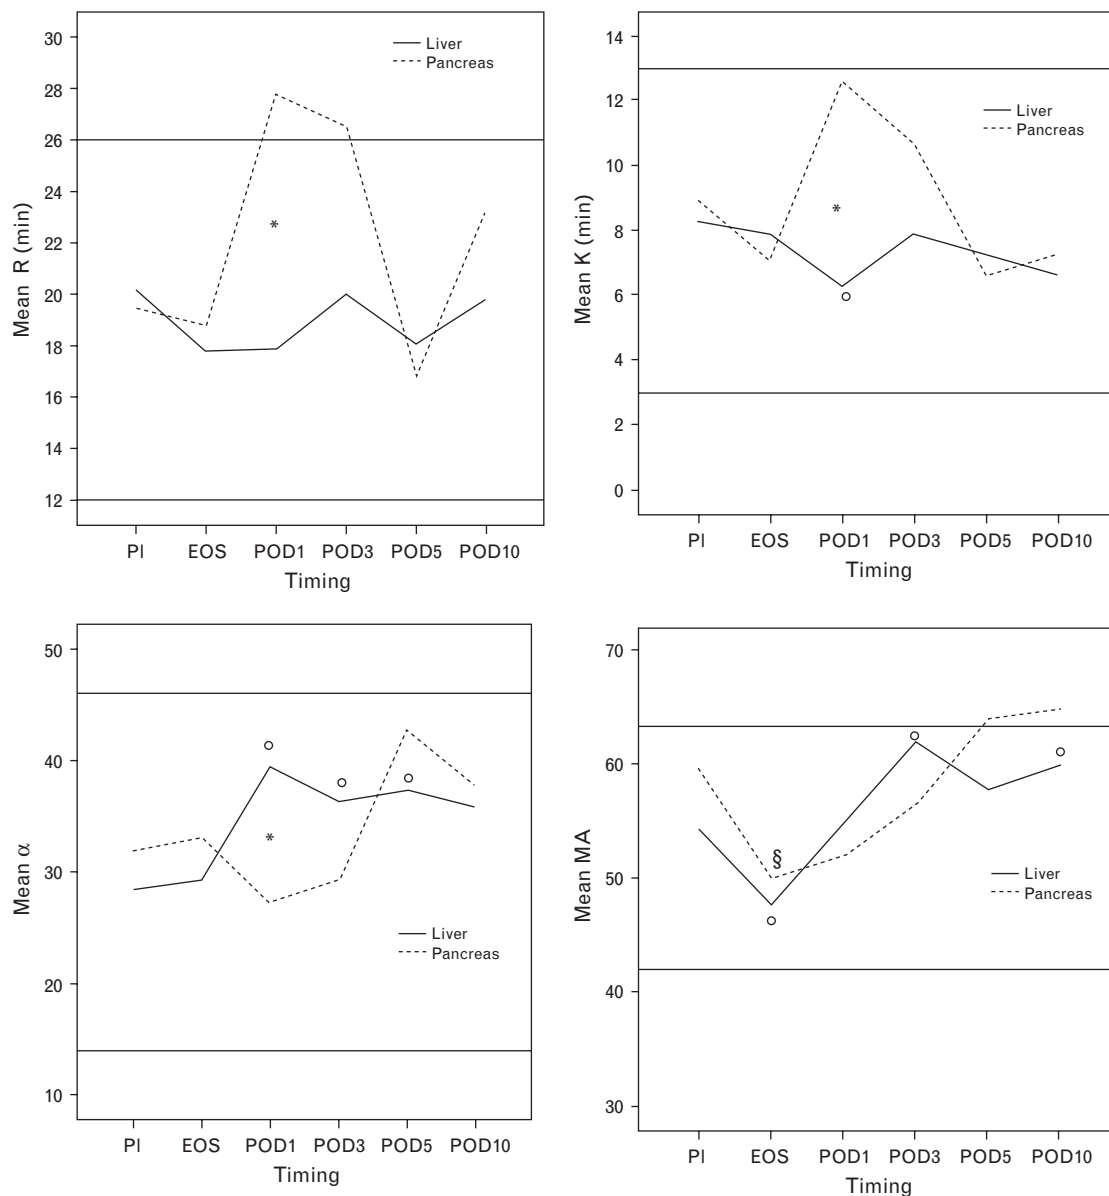 30
28
26
24
22
20
18
16
14
12
Mean R (min)
Liver
Pancreas
*
PI EOS POD1 POD3 POD5 POD10
Timing
14
12
10
8
6
4
2
0
Mean K (min)
Liver
Pancreas
*
PI EOS POD1 POD3 POD5 POD10
Timing
50
40
30
20
10
Mean α
*
Liver
Pancreas
PI EOS POD1 POD3 POD5 POD10
Timing
70
60
50
40
30
Mean MA
§
Liver
Pancreas
PI EOS POD1 POD3 POD5 POD10
Timing